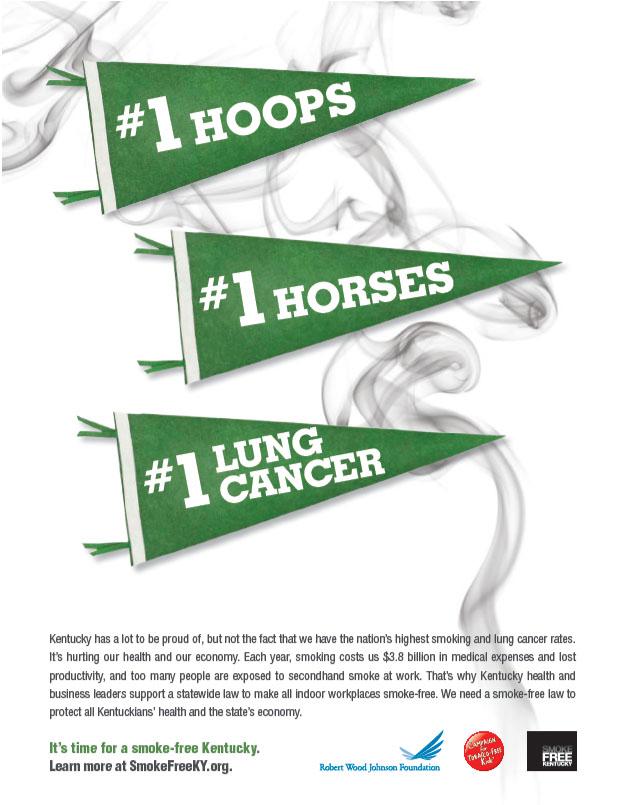 #1 HOOPS
#1 HORSES
#1 LUNG
CANCER
Kentucky has a lot to be proud of, but not the fact that we have the nation's highest smoking and lung cancer rates.
It's hurting our health and our economy. Each year, smoking costs us $3.8 billion in medical expenses and lost
productivity, and too many people are exposed to secondhand smoke at work. That's why Kentucky health and
business leaders support a statewide law to make all indoor workplaces smoke-free. We need a smoke-free law to
protect all Kentuckians' health and the state's economy.
It's time for a smoke-free Kentucky.
Learn more at SmokeFreeKY.org.
Robert Wood Johnson Foundation
CAMPAIGN
for
TOBACCO-FREE
Kids
SMOKE
FREE
KENTUCKY